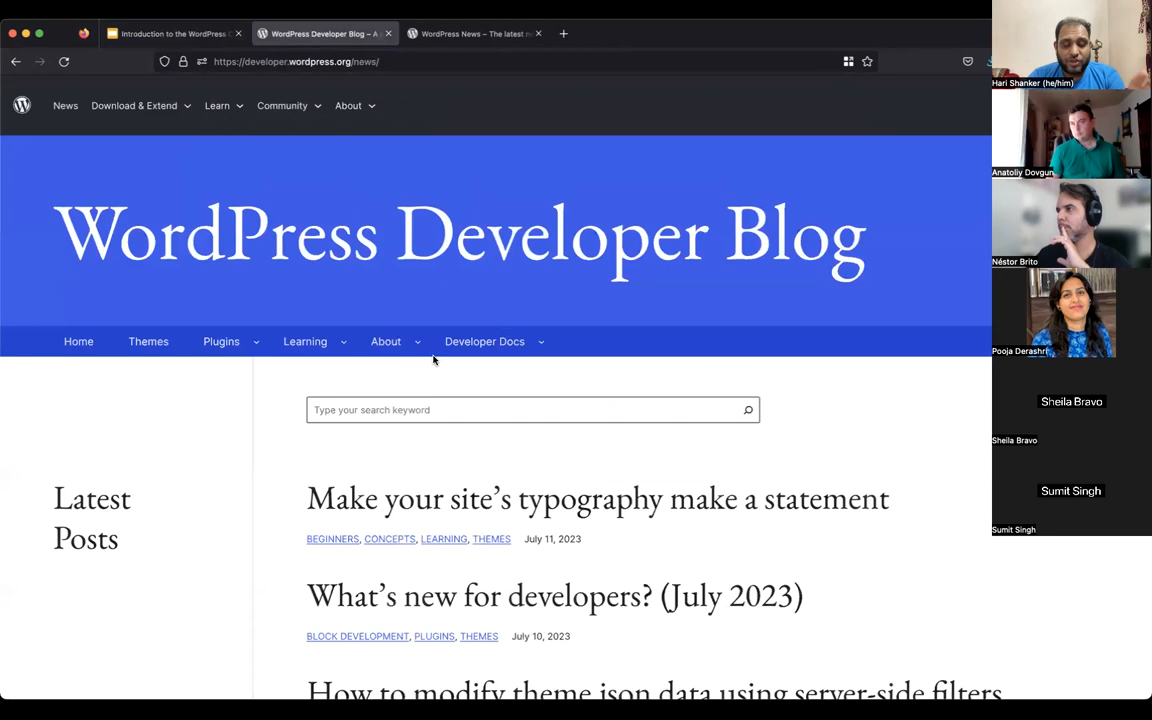 Introduction to the WordPress
WordPress Developer Blog – A
WordPress News – The latest
https://developer.wordpress.org/news/
News
Download & Extend
Learn
Community
About
WordPress Developer Blog
Home
Themes
Plugins
Learning
About
Developer Docs
Type your search keyword
Latest
Posts
Make your site’s typography make a statement
BEGINNERS, CONCEPTS, LEARNING, THEMES July 11, 2023
What’s new for developers? (July 2023)
BLOCK DEVELOPMENT, PLUGINS, THEMES July 10, 2023
How to modify theme.json data using server-side filters
Hari Shanker (he/him)
Anatoliy Dovgun
Néstor Brito
Pooja Derashri
Sheila Bravo
Sheila Bravo
Sumit Singh
Sumit Singh